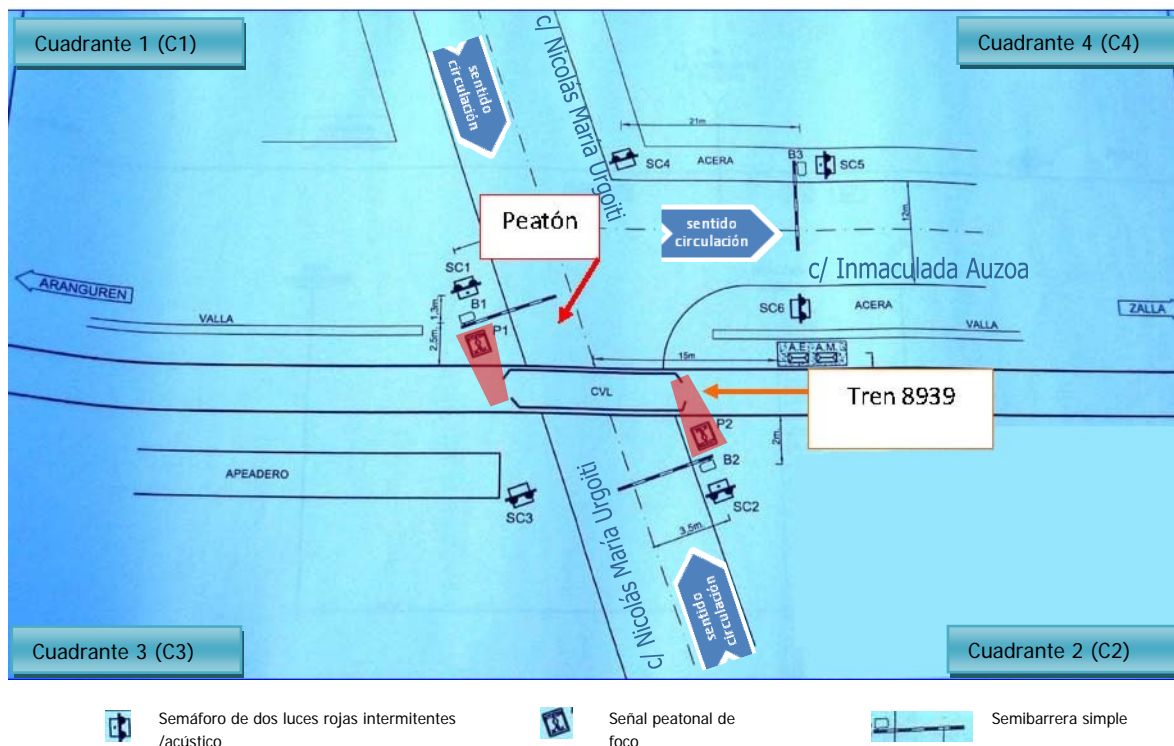 Cuadrante 1 (C1)
Cuadrante 4 (C4)
sentido
circulación
c/ Nicolás María Urgoiti
21m
SC4
ACERA
B3
SC5
Peatón
sentido
circulación
12m
c/ Inmaculada Auzoa
ARANGUREN
SC1
B1
1,3m
2,5m
P1
VALLA
SC6
ACERA
VALLA
ZALLA
A.E.
A.M.
15m
CVL
Tren 8939
P2
2m
B2
APEADERO
SC3
SC2
3,5m
c/ Nicolás María Urgoiti
sentido
circulación
Cuadrante 3 (C3)
Cuadrante 2 (C2)
Semáforo de dos luces rojas intermitentes
/acústico
Señal peatonal de
foco
Semibarrera simple